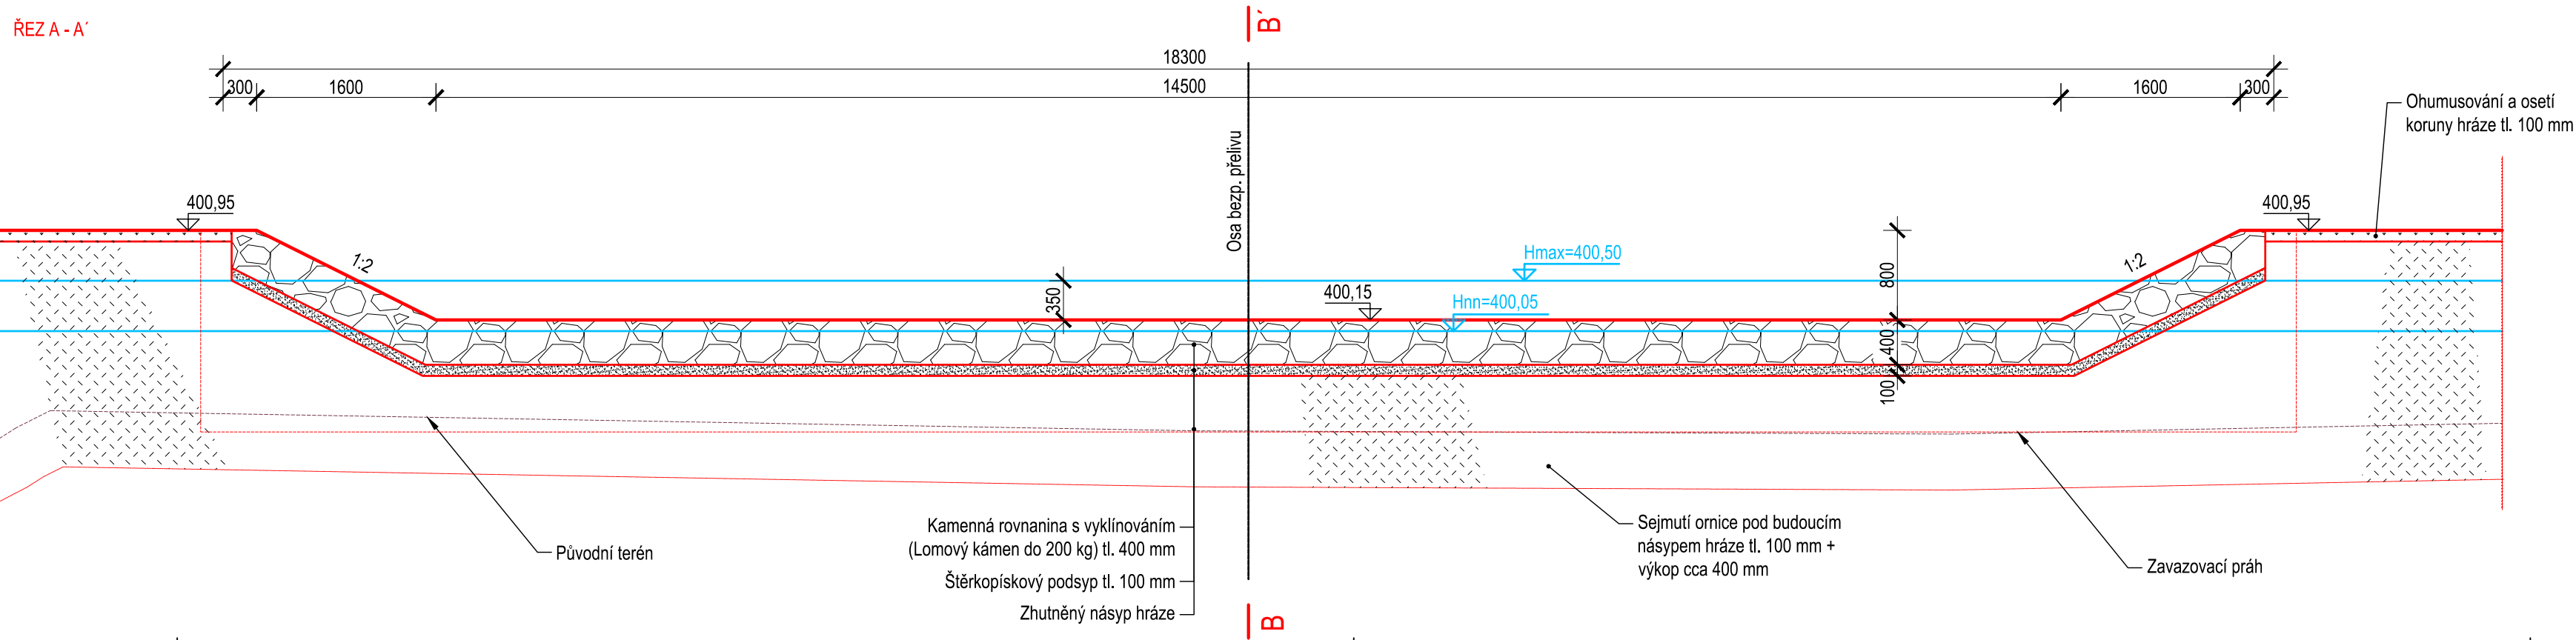 ŘEZ A - A´
B´
18300
300
1600
14500
1600
300
Ohumusování a osetí
koruny hráze tl. 100 mm
Osa bezp. přelivu
400,95
400,95
1:2
1:2
Hmax=400,50
350
400,15
Hnn=400,05
800
400
100
Kamenná rovnanina s vyklínováním
(Lomový kámen do 200 kg) tl. 400 mm
Štěrkopískový podsyp tl. 100 mm
Zhutněný násyp hráze
Původní terén
Sejmutí ornice pod budoucím
násypem hráze tl. 100 mm +
výkop cca 400 mm
Zavazovací práh
B